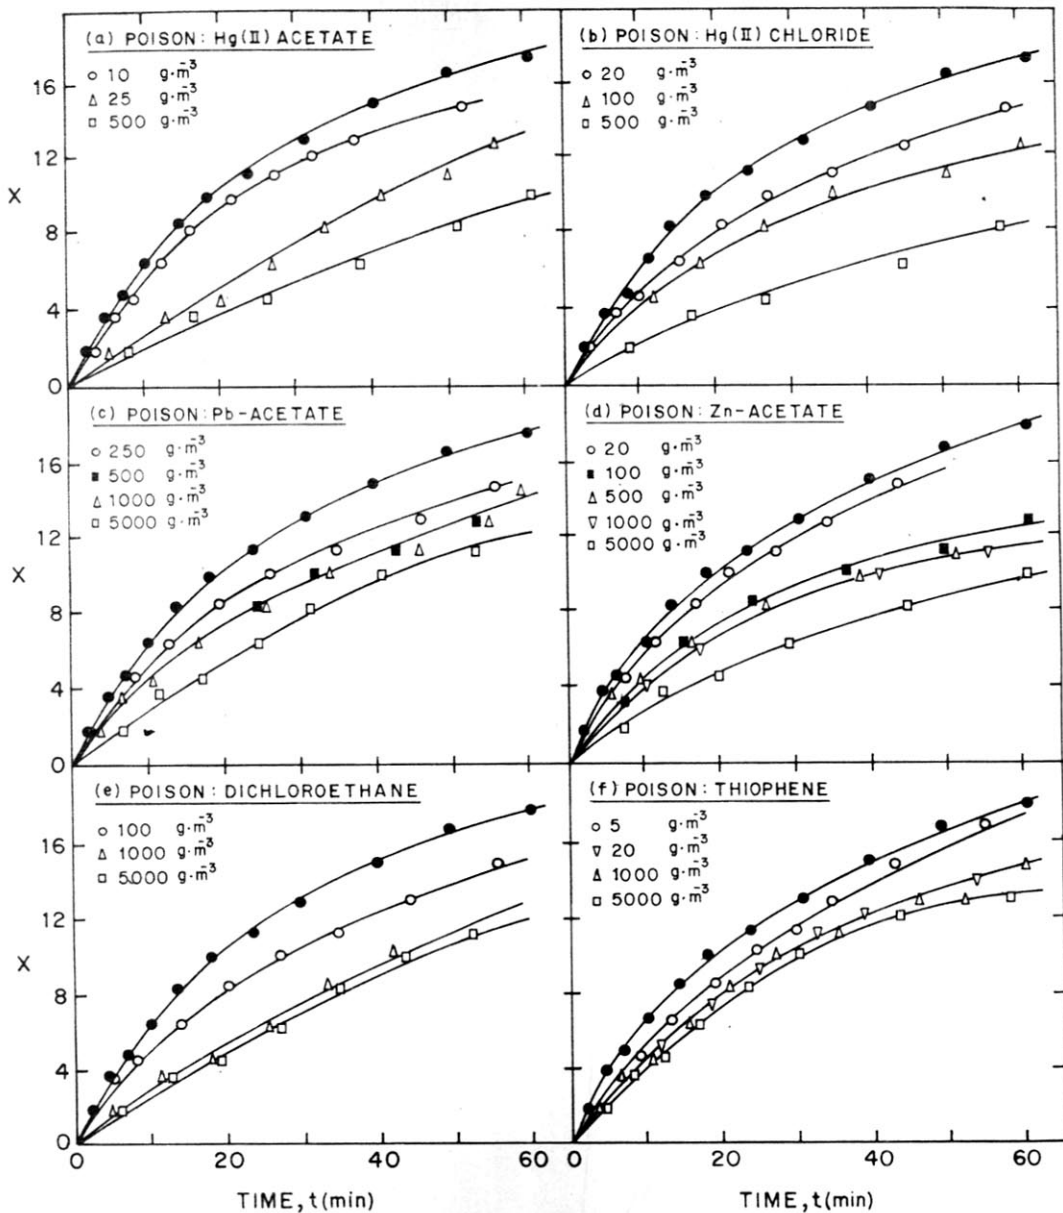 (a) POISON: Hg(II) ACETATE
○ 10 g·m⁻³
△ 25 g·m⁻³
□ 500 g·m⁻³
16
12
8
4
0
X
(b) POISON: Hg(II) CHLORIDE
○ 20 g·m⁻³
△ 100 g·m⁻³
□ 500 g·m⁻³
(c) POISON: Pb-ACETATE
○ 250 g·m⁻³
■ 500 g·m⁻³
△ 1000 g·m⁻³
□ 5000 g·m⁻³
16
12
8
4
0
X
(d) POISON: Zn-ACETATE
○ 20 g·m⁻³
■ 100 g·m⁻³
△ 500 g·m⁻³
▽ 1000 g·m⁻³
□ 5000 g·m⁻³
(e) POISON: DICHLOROETHANE
○ 100 g·m⁻³
△ 1000 g·m⁻³
□ 5000 g·m⁻³
16
12
8
4
0
X
0 20 40 60
TIME, t(min)
(f) POISON: THIOPHENE
○ 5 g·m⁻³
▽ 20 g·m⁻³
△ 1000 g·m⁻³
□ 5000 g·m⁻³
0 20 40 60
TIME, t(min)